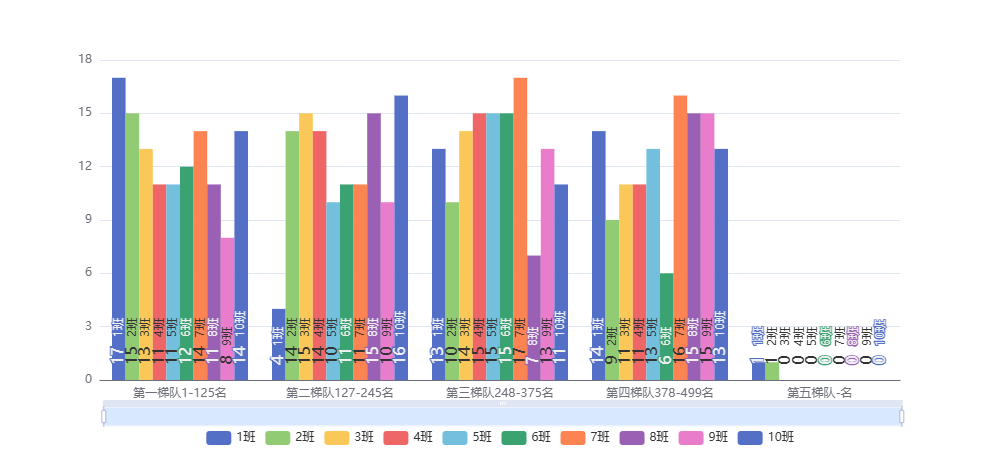 18
15
12
9
6
3
0
17 1班
15 2班
13 3班
11 4班
11 5班
12 6班
14 7班
11 8班
8 9班
14 10班
4 1班
14 2班
15 3班
14 4班
10 5班
11 6班
11 7班
15 8班
10 9班
16 10班
13 1班
10 2班
14 3班
15 4班
15 5班
15 6班
17 7班
7 8班
13 9班
11 10班
14 1班
9 2班
11 3班
11 4班
13 5班
6 6班
16 7班
15 8班
15 9班
13 10班
1 1班
1 2班
0 3班
0 4班
0 5班
0 6班
0 7班
0 8班
0 9班
0 10班
第一梯队1-125名 第二梯队127-245名 第三梯队248-375名 第四梯队378-499名 第五梯队-名
1班 2班 3班 4班 5班 6班 7班 8班 9班 10班